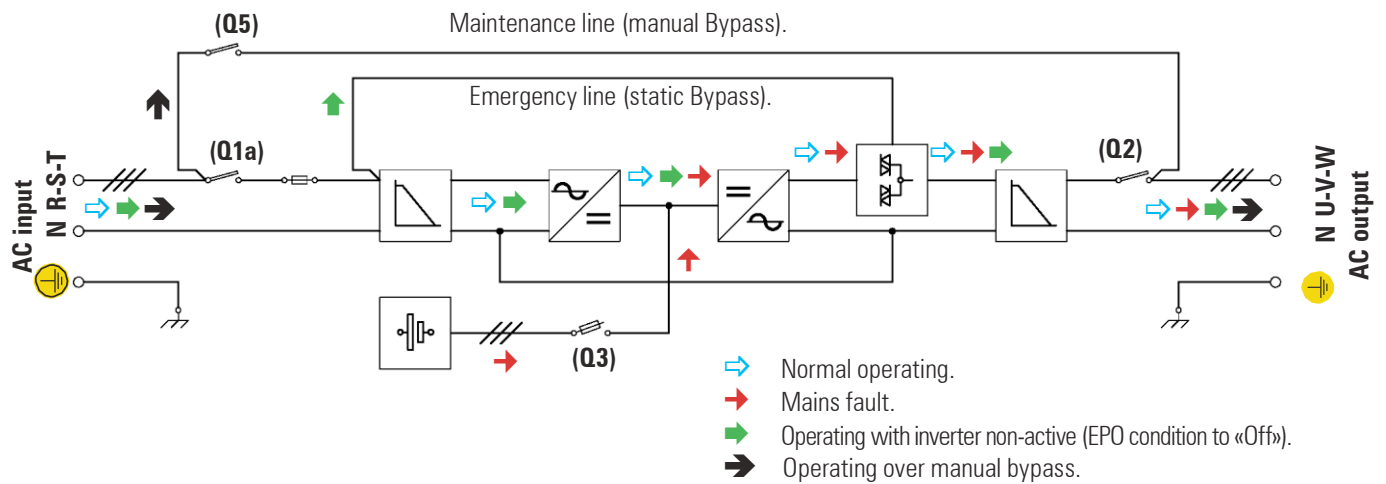 (Q5)
Maintenance line (manual Bypass).
Emergency line (static Bypass).
(Q1a)
(Q2)
AC input
N R-S-T
N U-V-W
AC output
(Q3)
Normal operating.
Mains fault.
Operating with inverter non-active (EPO condition to «Off»).
Operating over manual bypass.